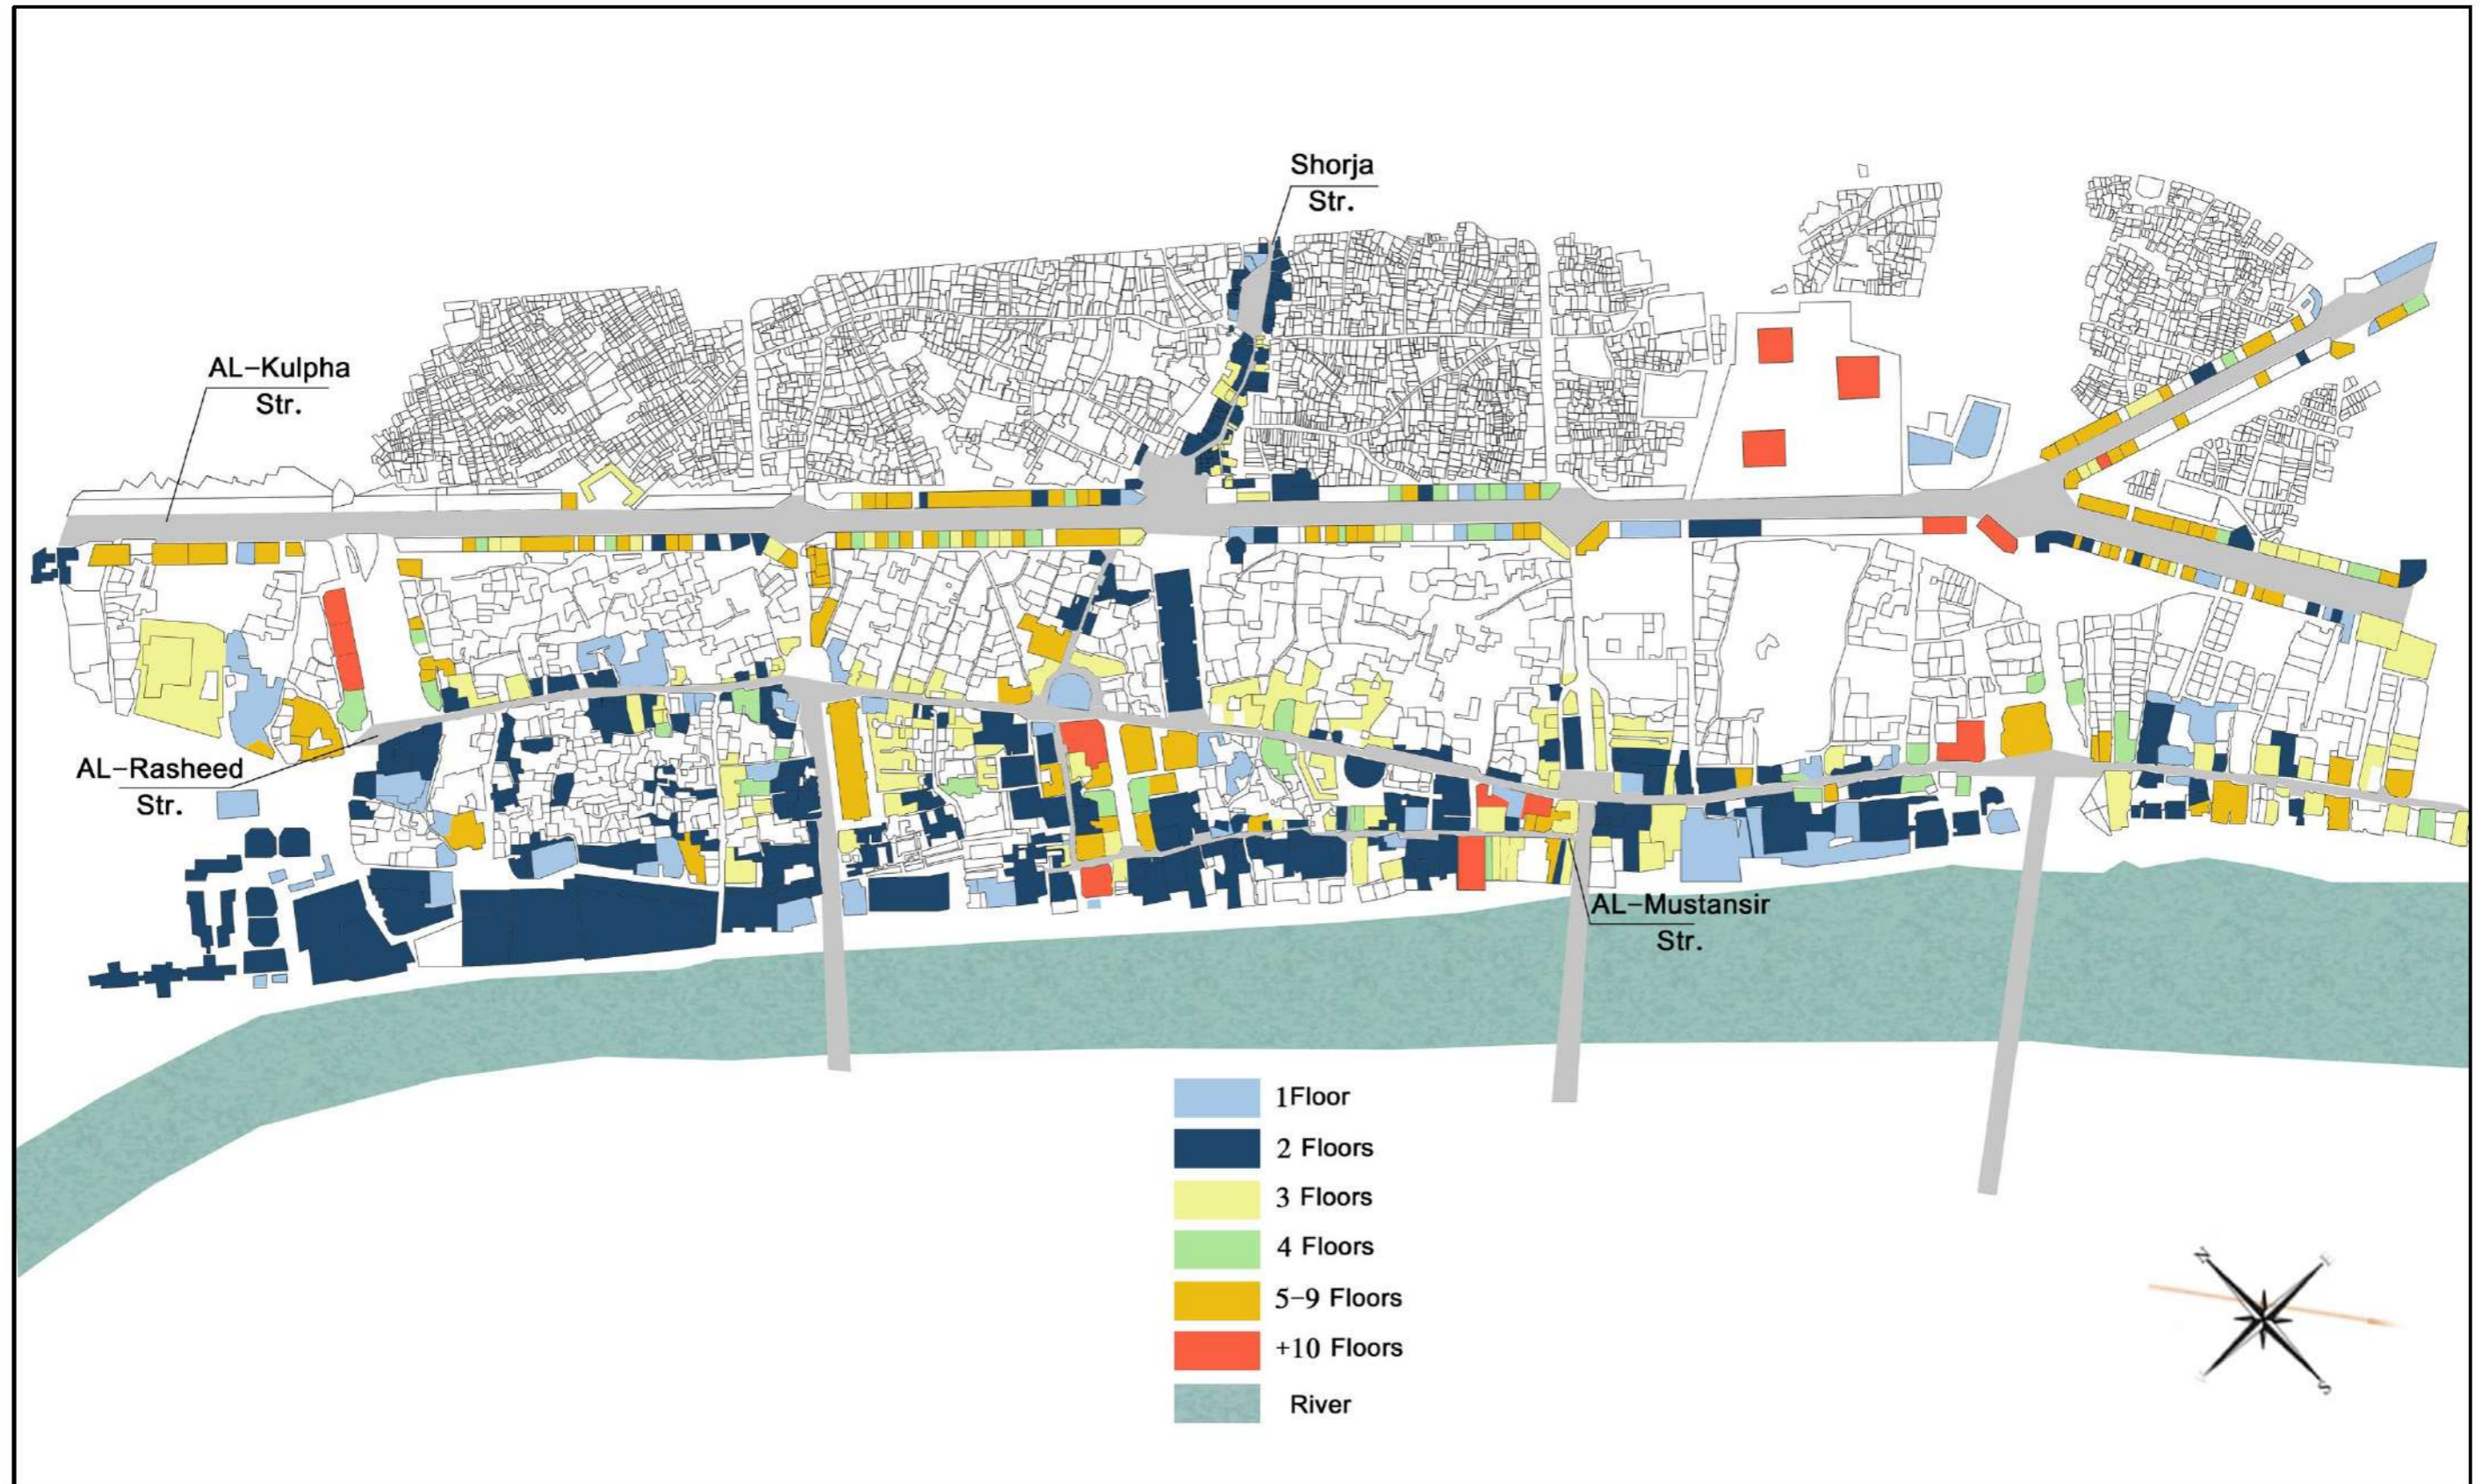 Shorja
Str.
AL-Kulpha
Str.
AL-Rasheed
Str.
AL-Mustansir
Str.
1Floor
2 Floors
3 Floors
4 Floors
5-9 Floors
+10 Floors
River
N
S